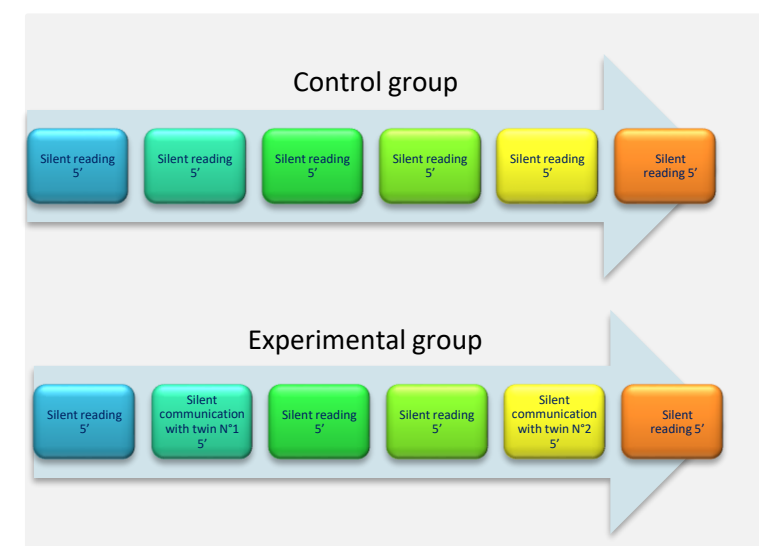 Control group
Silent reading
5’
Silent reading
5’
Silent reading
5’
Silent reading
5’
Silent reading
5’
Silent
reading 5’
Experimental group
Silent reading
5’
Silent
communication
with twin N°1
5’
Silent reading
5’
Silent reading
5’
Silent
communication
with twin N°2
5’
Silent
reading 5’